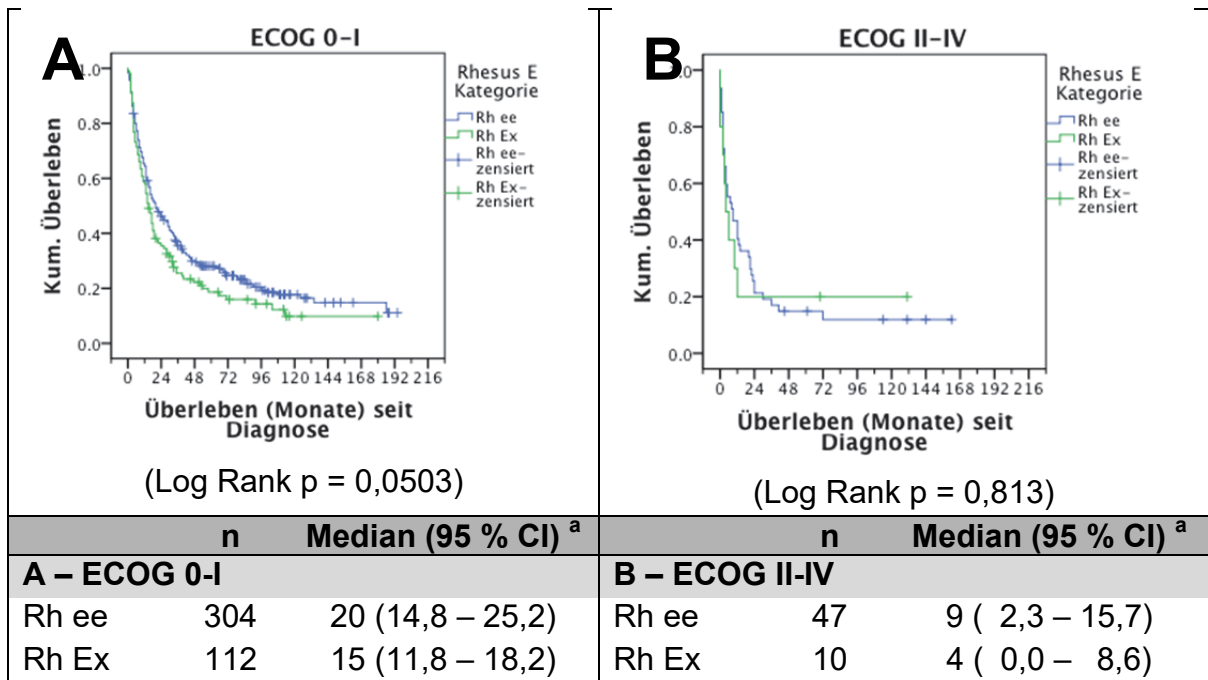 A
ECOG 0-I
1.0
0.8
0.6
0.4
0.2
0.0
Kum. Überleben
Rhesus E
Kategorie
Rh ee
Rh Ex
Rh ee-
zensiert
Rh Ex-
zensiert
0 24 48 72 96 120 144 168 192 216
Überleben (Monate) seit
Diagnose
(Log Rank p = 0,0503)
B
ECOG II-IV
1.0
0.8
0.6
0.4
0.2
0.0
Kum. Überleben
Rhesus E
Kategorie
Rh ee
Rh Ex
Rh ee-
zensiert
Rh Ex-
zensiert
0 24 48 72 96 120 144 168 192 216
Überleben (Monate) seit
Diagnose
(Log Rank p = 0,813)
n Median (95 % CI) a
A – ECOG 0-I
Rh ee 304 20 (14,8 – 25,2)
Rh Ex 112 15 (11,8 – 18,2)
n Median (95 % CI) a
B – ECOG II-IV
Rh ee 47 9 ( 2,3 – 15,7)
Rh Ex 10 4 ( 0,0 – 8,6)